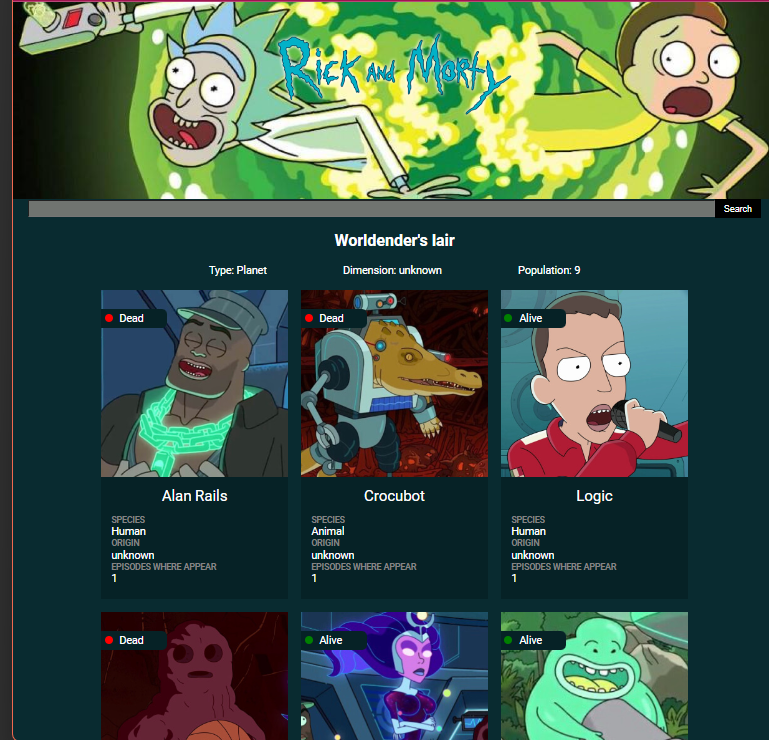 Rick and Morty
Search
Worldender's lair
Type: Planet Dimension: unknown Population: 9
Dead Dead Alive
Alan Rails Crocubot Logic
SPECIES SPECIES SPECIES
Human Animal Human
ORIGIN ORIGIN ORIGIN
unknown unknown unknown
EPISODES WHERE APPEAR EPISODES WHERE APPEAR EPISODES WHERE APPEAR
1 1 1
Dead Alive Alive